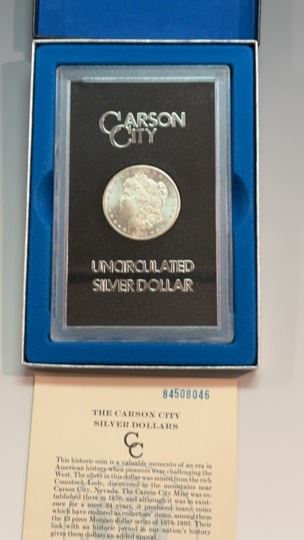 CARSON
CITY
UNCIRCULATED
SILVER DOLLAR
84508046
THE CARSON CITY
SILVER DOLLARS
CC
This historic coin is a valuable memento of an era in
American history when pioneers were challenging the
West. The silver in this dollar was mined from the rich
Comstock Lode, discovered in the mountains near
Carson City, Nevada. The Carson City Mint was es-
tablished there in 1870, and although it was in exist-
ence for a mere 24 years, it produced many coins
which have endured as collectors' items, among them
the 13 piece Morgan dollar series of 1878-1893. Their
link with an historic period in our nation's history
gives these dollars an added appeal.